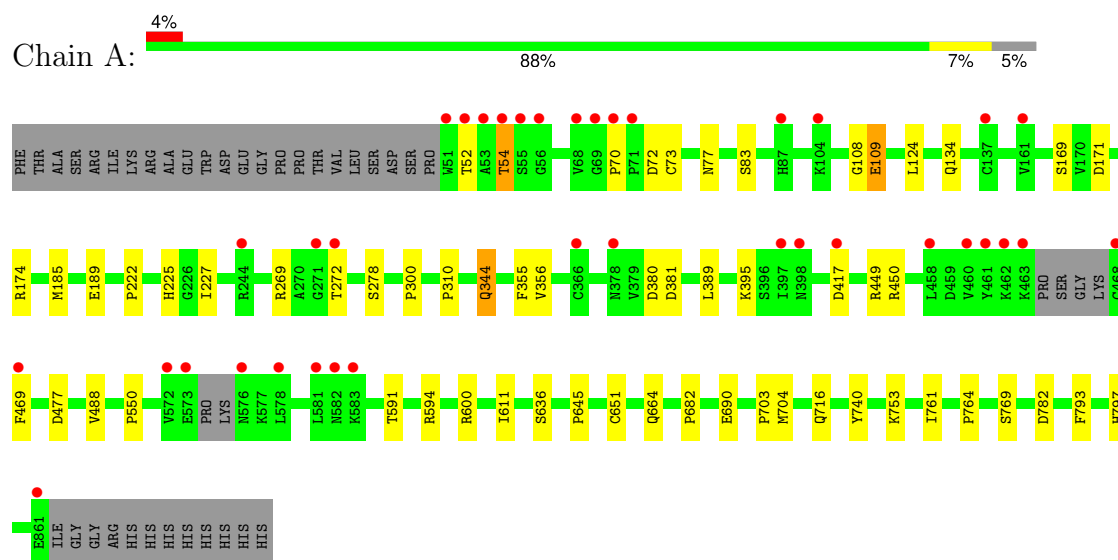 4%
Chain A:
88% 7% 5%
PHE THR ALA SER ARG ILE LYS ARG ALA GLU TRP ASP GLU GLY PRO PRO THR VAL LEU SER ASP SER PRO W51 T52 A53 T54 S55 G56 V68 G69 P70 P71 D72 C73 N77 S83 H87 K104 G108 E109 L124 Q134 C137 V161 S169 V170 D171
R174 M185 E189 P222 H225 G226 I227 R244 R269 A270 G271 T272 S278 P300 P310 Q344 F355 V356 C366 N378 V379 D380 D381 L389 K395 S396 I397 N398 D417 R449 R450 L458 D459 V460 Y461 K462 K463 PRO SER GLY LYS G468
F469 D477 V488 P550 V572 E573 PRO LYS N576 K577 L578 L581 N582 K583 T591 R594 R600 I611 S636 P645 C651 Q664 P682 E690 P703 M704 Q716 Y740 K753 I761 P764 S769 D782 F793 H797
E861 ILE GLY GLY ARG HIS HIS HIS HIS HIS HIS HIS HIS